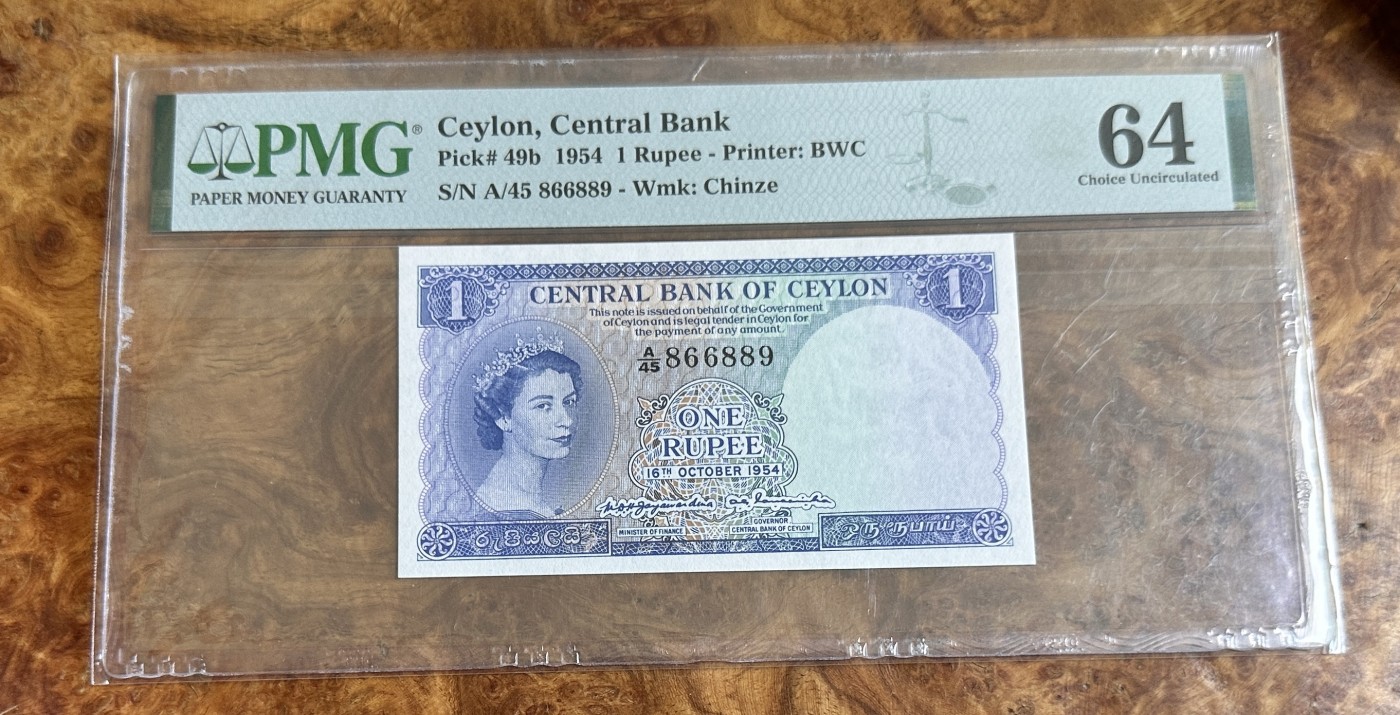 PMG®
PAPER MONEY GUARANTY
Ceylon, Central Bank
Pick# 49b 1954 1 Rupee - Printer: BWC
S/N A/45 866889 - Wmk: Chinze
64
Choice Uncirculated
1
1
CENTRAL BANK OF CEYLON
This note is issued on behalf of the Government
of Ceylon and is legal tender in Ceylon for
the payment of any amount.
A/45 866889
ONE
RUPEE
16TH OCTOBER 1954
MINISTER OF FINANCE
GOVERNOR
CENTRAL BANK OF CEYLON
රුපියලයි
ஒரு ரூபாய்